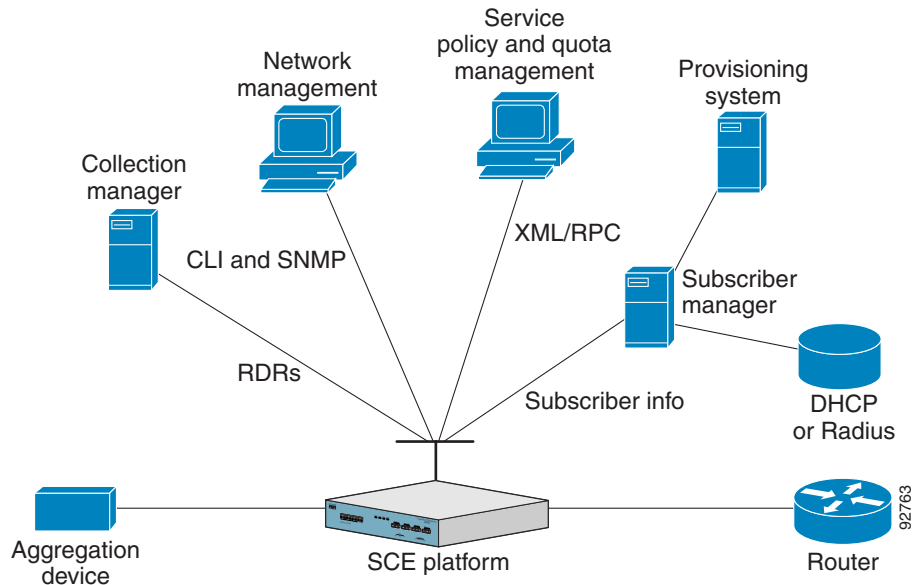 Service
policy and quota
management
Network
management
Provisioning
system
Collection
manager
XML/RPC
CLI and SNMP
Subscriber
manager
RDRs
Subscriber info
DHCP
or Radius
92763
Aggregation
device
SCE platform
Router